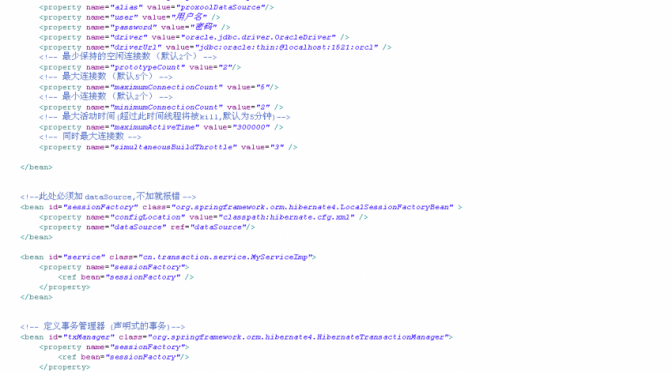 <property name="alias" value="proxoolDataSource"/>
<property name="user" value="用户名" />
<property name="password" value="密码" />
<property name="driver" value="oracle.jdbc.driver.OracleDriver" />
<property name="driverUrl" value="jdbc:oracle:thin:@localhost:1521:orcl" />
<!-- 最少保持的空闲连接数 (默认2个) -->
<property name="prototypeCount" value="2"/>
<!-- 最大连接数 (默认5个) -->
<property name="maximumConnectionCount" value="5"/>
<!-- 最小连接数 (默认2个) -->
<property name="minimumConnectionCount" value="2" />
<!-- 最大活动时间(超过此时间线程将被kill,默认为5分钟)-->
<property name="maximumActiveTime" value="300000" />
<!-- 同时最大连接数 -->
<property name="simultaneousBuildThrottle" value="3" />
</bean>
<!--此处必须加 dataSource,不加就报错 -->
<bean id="sessionFactory" class="org.springframework.orm.hibernate4.LocalSessionFactoryBean" >
<property name="configLocation" value="classpath:hibernate.cfg.xml" />
<property name="dataSource" ref="dataSource"/>
</bean>
<bean id="service" class="cn.transaction.service.MyServiceImp">
<property name="sessionFactory">
<ref bean="sessionFactory" />
</property>
</bean>
<!-- 定义事务管理器 (声明式的事务)-->
<bean id="txManager" class="org.springframework.orm.hibernate4.HibernateTransactionManager">
<property name="sessionFactory">
<ref bean="sessionFactory"/>
</property>